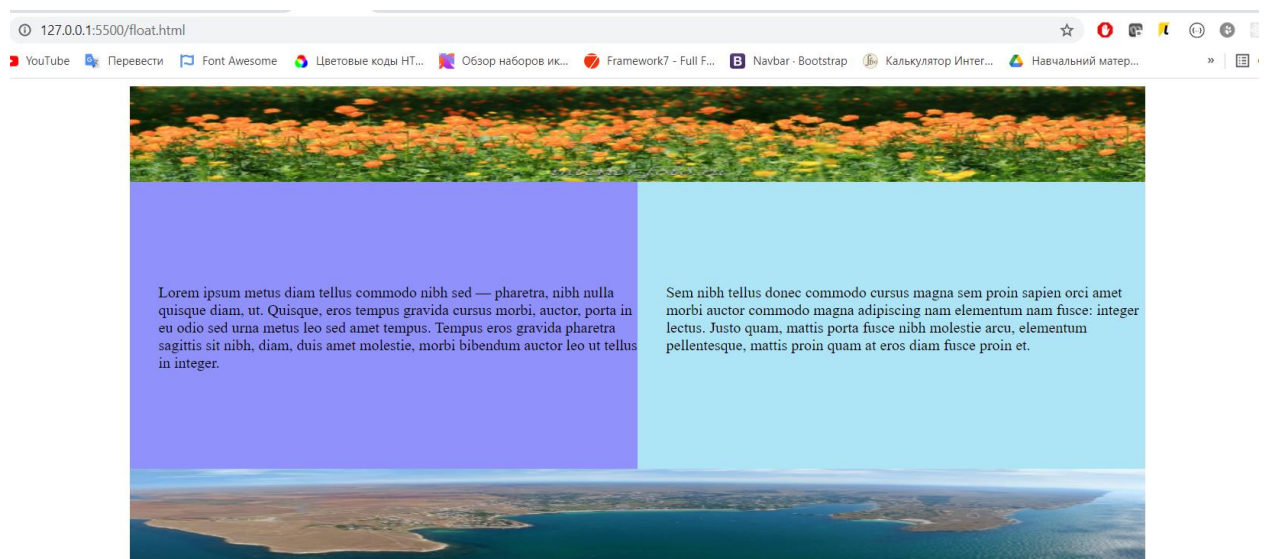 127.0.0.1:5500/float.html
YouTube Перевести Font Awesome Цветовые коды HT... Обзор наборов ик... Framework7 - Full F... Navbar · Bootstrap Калькулятор Интег... Навчальний матер... »
Lorem ipsum metus diam tellus commodo nibh sed — pharetra, nibh nulla
quisque diam, ut. Quisque, eros tempus gravida cursus morbi, auctor, porta in
eu odio sed urna metus leo sed amet tempus. Tempus eros gravida pharetra
sagittis sit nibh, diam, duis amet molestie, morbi bibendum auctor leo ut tellus
in integer.
Sem nibh tellus donec commodo cursus magna sem proin sapien orci amet
morbi auctor commodo magna adipiscing nam elementum nam fusce: integer
lectus. Justo quam, mattis porta fusce nibh molestie arcu, elementum
pellentesque, mattis proin quam at eros diam fusce proin et.